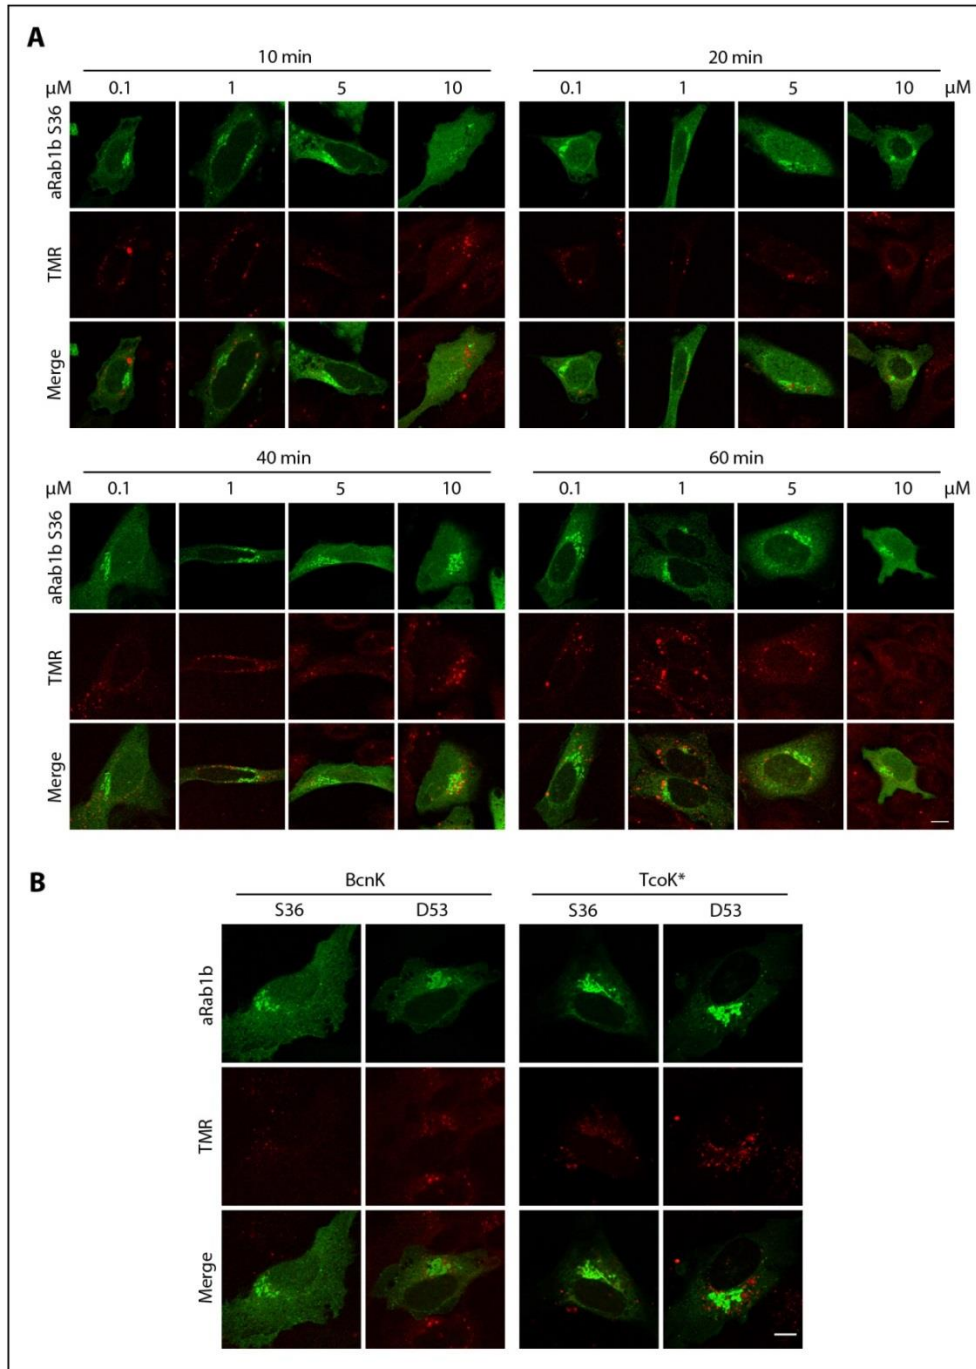 A
10 min
20 min
μM 0.1 1 5 10
0.1 1 5 10 μM
aRab1b S36
TMR
Merge
40 min
60 min
μM 0.1 1 5 10
0.1 1 5 10 μM
aRab1b S36
TMR
Merge
B
BcnK
TcoK*
S36 D53
S36 D53
aRab1b
TMR
Merge